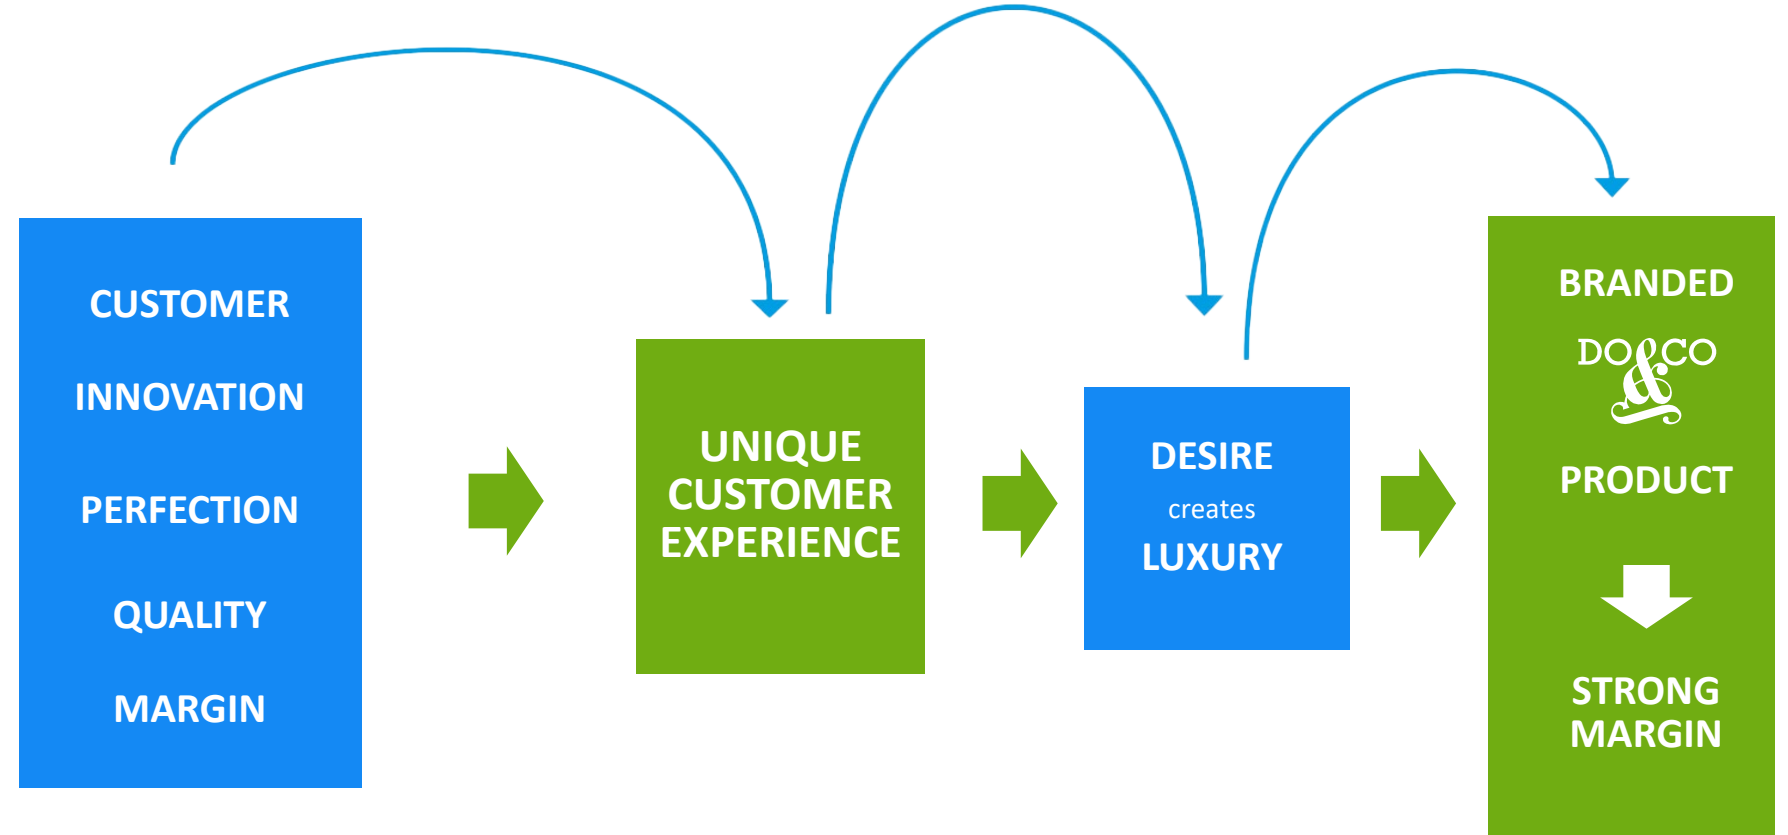 CUSTOMER
INNOVATION
PERFECTION
QUALITY
MARGIN
UNIQUE
CUSTOMER
EXPERIENCE
DESIRE
creates
LUXURY
BRANDED
DO & CO
PRODUCT
STRONG
MARGIN